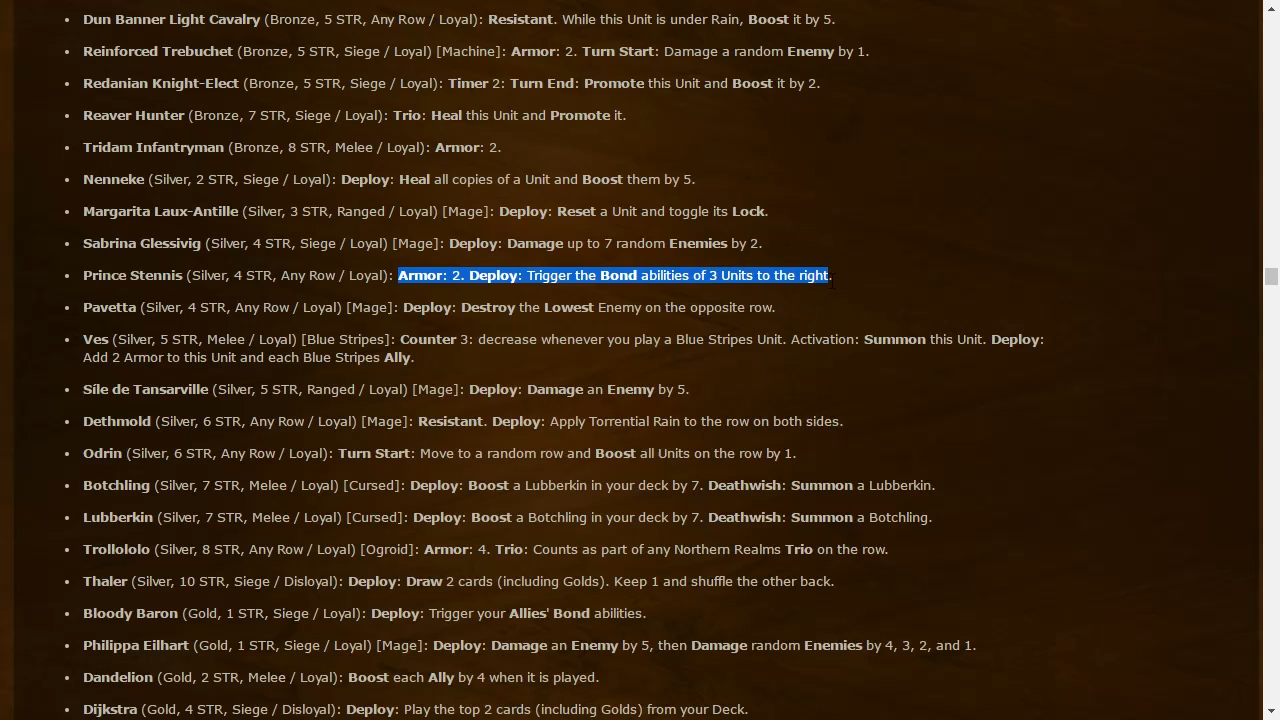 • Dun Banner Light Cavalry (Bronze, 5 STR, Any Row / Loyal): Resistant. While this Unit is under Rain, Boost it by 5.
• Reinforced Trebuchet (Bronze, 5 STR, Siege / Loyal) [Machine]: Armor: 2. Turn Start: Damage a random Enemy by 1.
• Redanian Knight-Elect (Bronze, 5 STR, Siege / Loyal): Timer 2: Turn End: Promote this Unit and Boost it by 2.
• Reaver Hunter (Bronze, 7 STR, Siege / Loyal): Trio: Heal this Unit and Promote it.
• Tridam Infantryman (Bronze, 8 STR, Melee / Loyal): Armor: 2.
• Nenneke (Silver, 2 STR, Siege / Loyal): Deploy: Heal all copies of a Unit and Boost them by 5.
• Margarita Laux-Antille (Silver, 3 STR, Ranged / Loyal) [Mage]: Deploy: Reset a Unit and toggle its Lock.
• Sabrina Glessivig (Silver, 4 STR, Siege / Loyal) [Mage]: Deploy: Damage up to 7 random Enemies by 2.
• Prince Stennis (Silver, 4 STR, Any Row / Loyal): Armor: 2. Deploy: Trigger the Bond abilities of 3 Units to the right.
• Pavetta (Silver, 4 STR, Any Row / Loyal) [Mage]: Deploy: Destroy the Lowest Enemy on the opposite row.
• Ves (Silver, 5 STR, Melee / Loyal) [Blue Stripes]: Counter 3: decrease whenever you play a Blue Stripes Unit. Activation: Summon this Unit. Deploy:
Add 2 Armor to this Unit and each Blue Stripes Ally.
• Síle de Tansarville (Silver, 5 STR, Ranged / Loyal) [Mage]: Deploy: Damage an Enemy by 5.
• Dethmold (Silver, 6 STR, Any Row / Loyal) [Mage]: Resistant. Deploy: Apply Torrential Rain to the row on both sides.
• Odrin (Silver, 6 STR, Any Row / Loyal): Turn Start: Move to a random row and Boost all Units on the row by 1.
• Botchling (Silver, 7 STR, Melee / Loyal) [Cursed]: Deploy: Boost a Lubberkin in your deck by 7. Deathwish: Summon a Lubberkin.
• Lubberkin (Silver, 7 STR, Melee / Loyal) [Cursed]: Deploy: Boost a Botchling in your deck by 7. Deathwish: Summon a Botchling.
• Trollololo (Silver, 8 STR, Any Row / Loyal) [Ogroid]: Armor: 4. Trio: Counts as part of any Northern Realms Trio on the row.
• Thaler (Silver, 10 STR, Siege / Disloyal): Deploy: Draw 2 cards (including Golds). Keep 1 and shuffle the other back.
• Bloody Baron (Gold, 1 STR, Siege / Loyal): Deploy: Trigger your Allies' Bond abilities.
• Philippa Eilhart (Gold, 1 STR, Siege / Loyal) [Mage]: Deploy: Damage an Enemy by 5, then Damage random Enemies by 4, 3, 2, and 1.
• Dandelion (Gold, 2 STR, Melee / Loyal): Boost each Ally by 4 when it is played.
• Dijkstra (Gold, 4 STR, Siege / Disloyal): Deploy: Play the top 2 cards (including Golds) from your Deck.